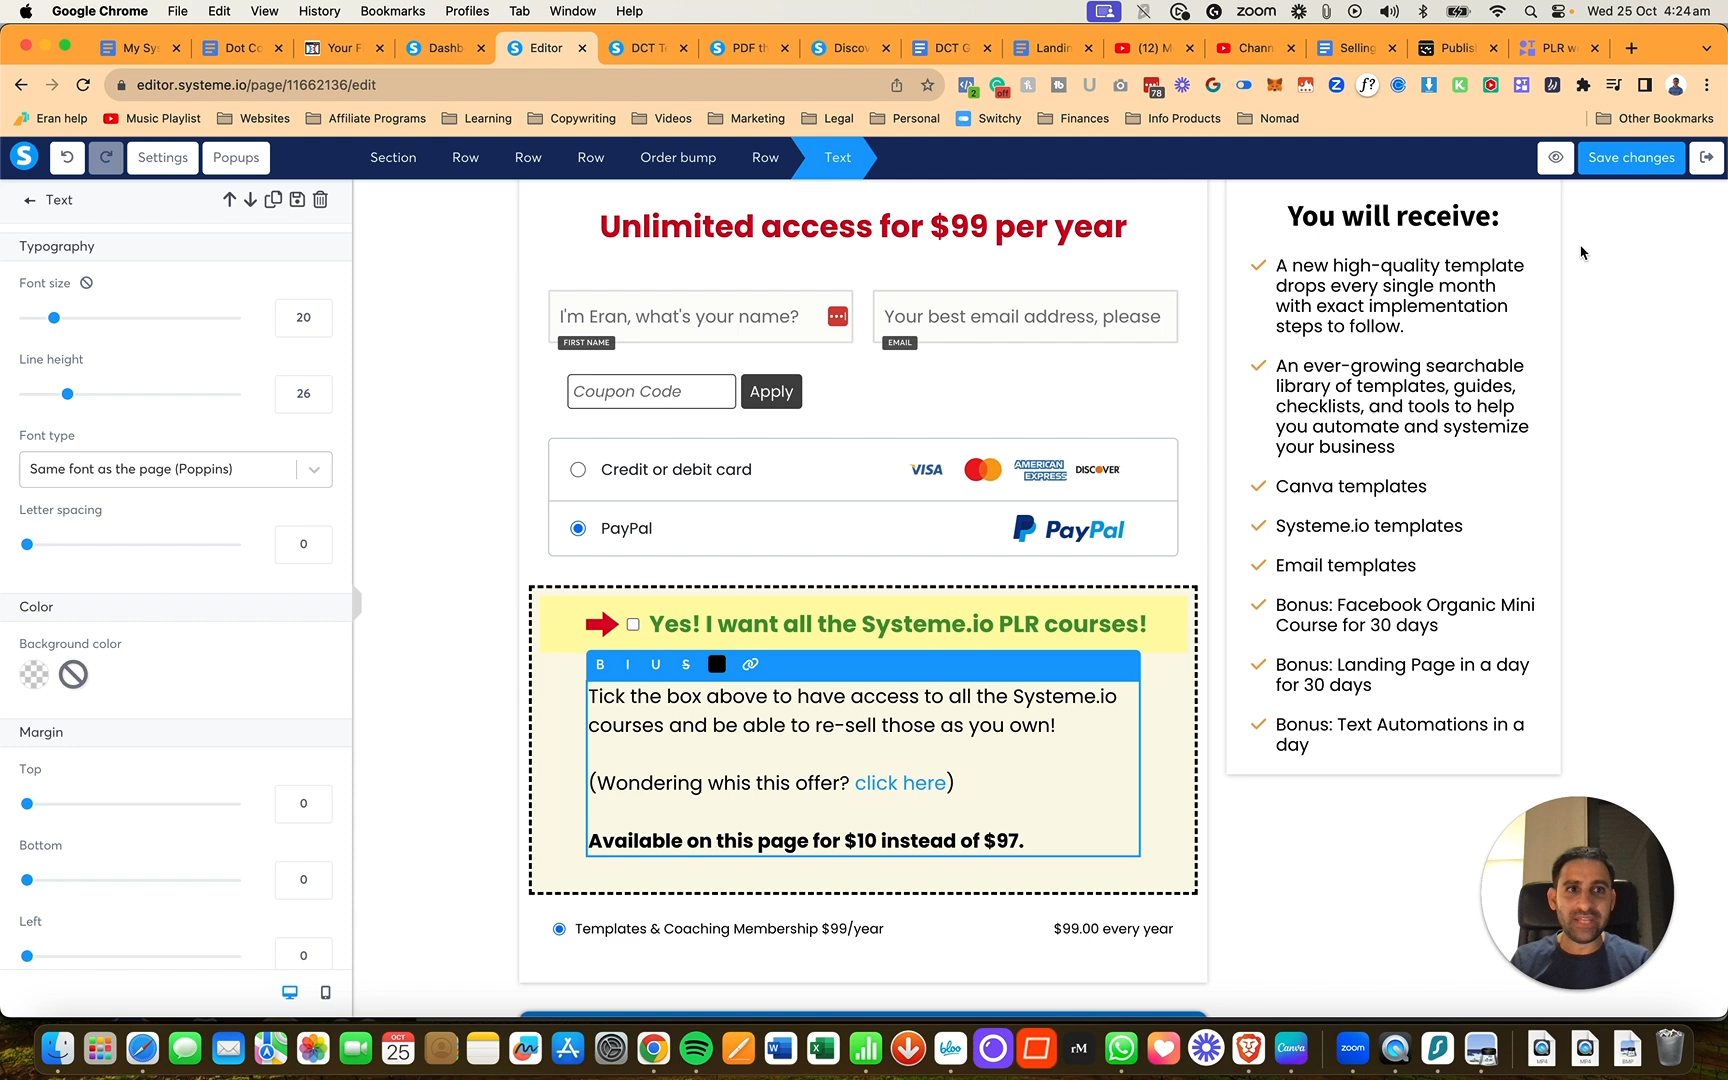 Google Chrome File Edit View History Bookmarks Profiles Tab Window Help
zoom
Wed 25 Oct 4:24am
My Sy
Dot Co
Your F
Dashb
Editor
DCT T
PDF th
Discov
DCT G
Landin
(12) M
Chann
Selling
Publis
PLR w
editor.systeme.io/page/11662136/edit
2
off
78
Eran help
Music Playlist
Websites
Affiliate Programs
Learning
Copywriting
Videos
Marketing
Legal
Personal
Switchy
Finances
Info Products
Nomad
Other Bookmarks
Settings
Popups
Section
Row
Row
Row
Order bump
Row
Text
Save changes
Text
Typography
Font size
20
Line height
26
Font type
Same font as the page (Poppins)
Letter spacing
0
Color
Background color
Margin
Top
0
Bottom
0
Left
0
Unlimited access for $99 per year
I'm Eran, what's your name?
FIRST NAME
Your best email address, please
EMAIL
Coupon Code
Apply
Credit or debit card
VISA
AMERICAN EXPRESS
DISCOVER
PayPal
PayPal
Yes! I want all the Systeme.io PLR courses!
B I U S
Tick the box above to have access to all the Systeme.io
courses and be able to re-sell those as you own!
(Wondering whis this offer? click here)
Available on this page for $10 instead of $97.
Templates & Coaching Membership $99/year
$99.00 every year
You will receive:
A new high-quality template
drops every single month
with exact implementation
steps to follow.
An ever-growing searchable
library of templates, guides,
checklists, and tools to help
you automate and systemize
your business
Canva templates
Systeme.io templates
Email templates
Bonus: Facebook Organic Mini
Course for 30 days
Bonus: Landing Page in a day
for 30 days
Bonus: Text Automations in a
day
OCT
25
bloo
rM
Canva
zoom
MP4
MP4
BMP